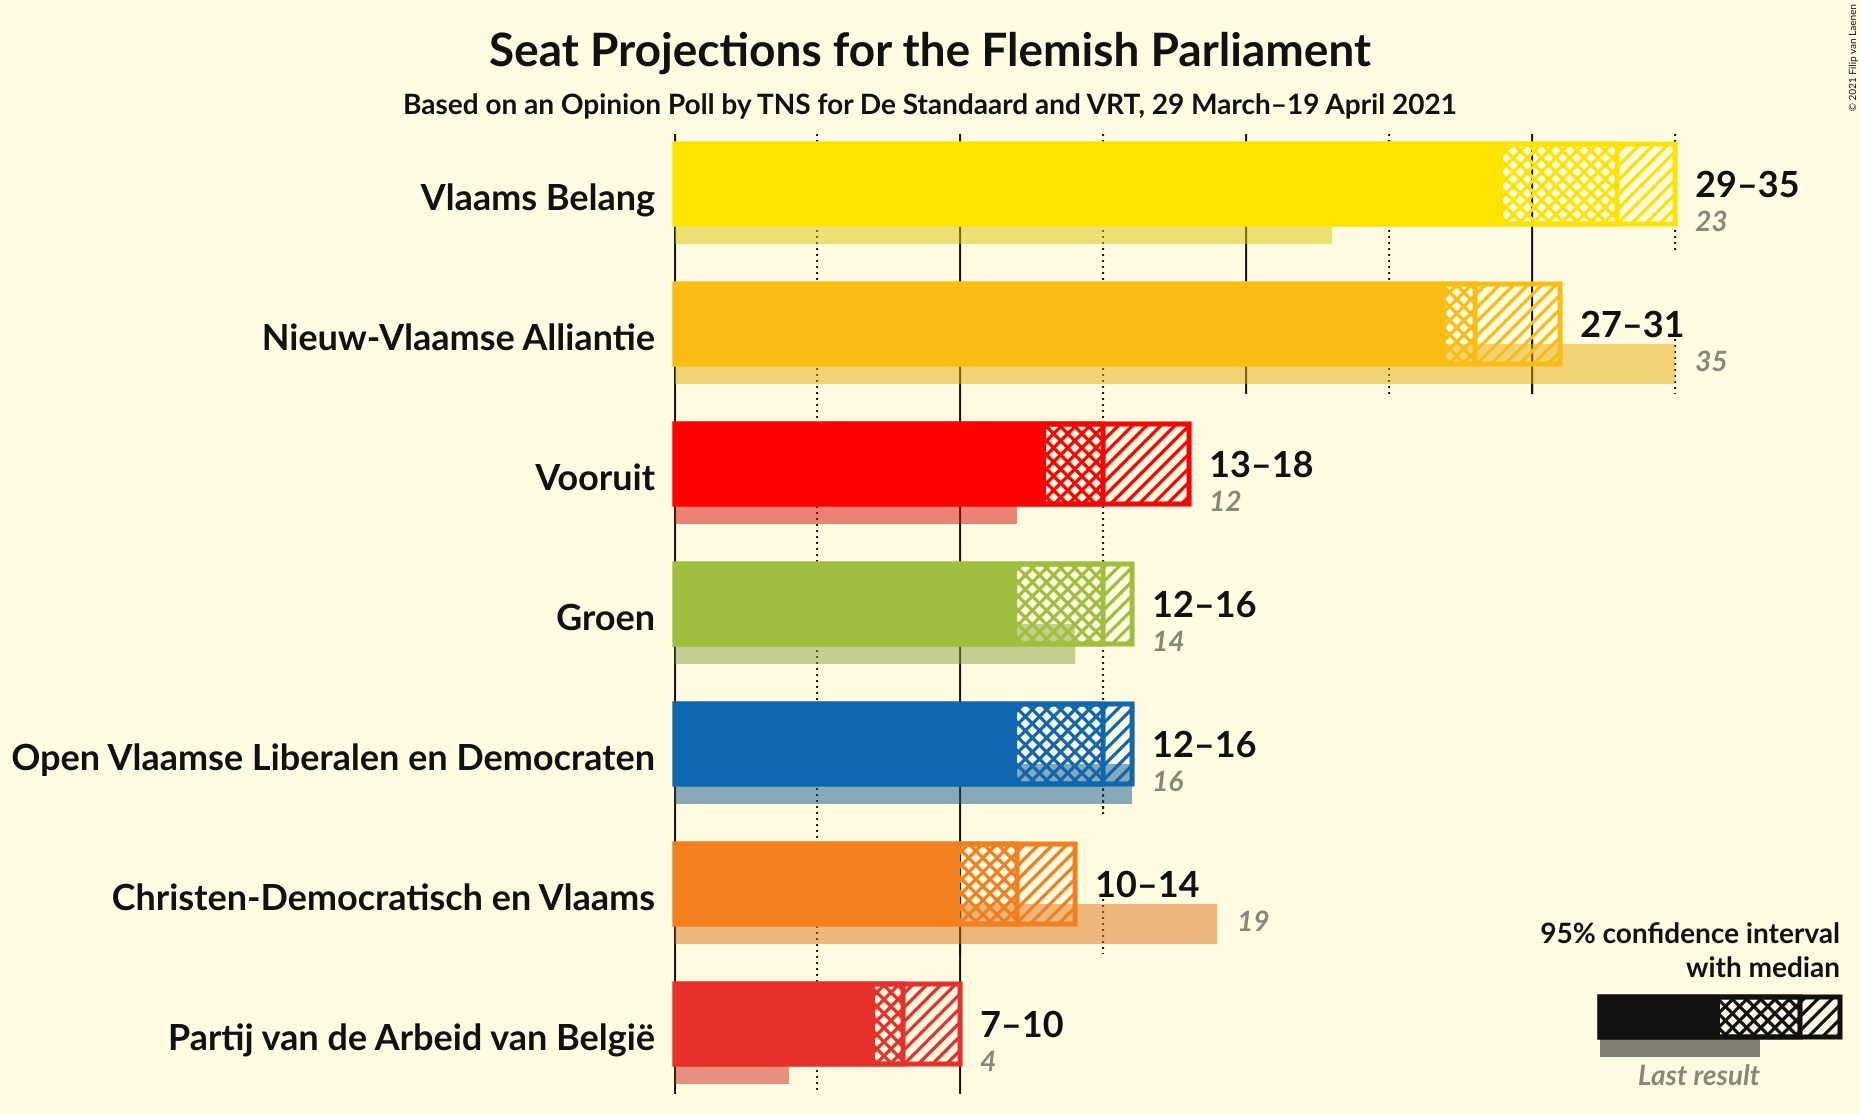 Seat Projections for the Flemish Parliament
Based on an Opinion Poll by TNS for De Standaard and VRT, 29 March–19 April 2021
© 2021 Filip van Laenen
Vlaams Belang
29–35
23
Nieuw-Vlaamse Alliantie
27–31
35
Vooruit
13–18
12
Groen
12–16
14
Open Vlaamse Liberalen en Democraten
12–16
16
Christen-Democratisch en Vlaams
10–14
19
Partij van de Arbeid van België
7–10
4
95% confidence interval
with median
Last result